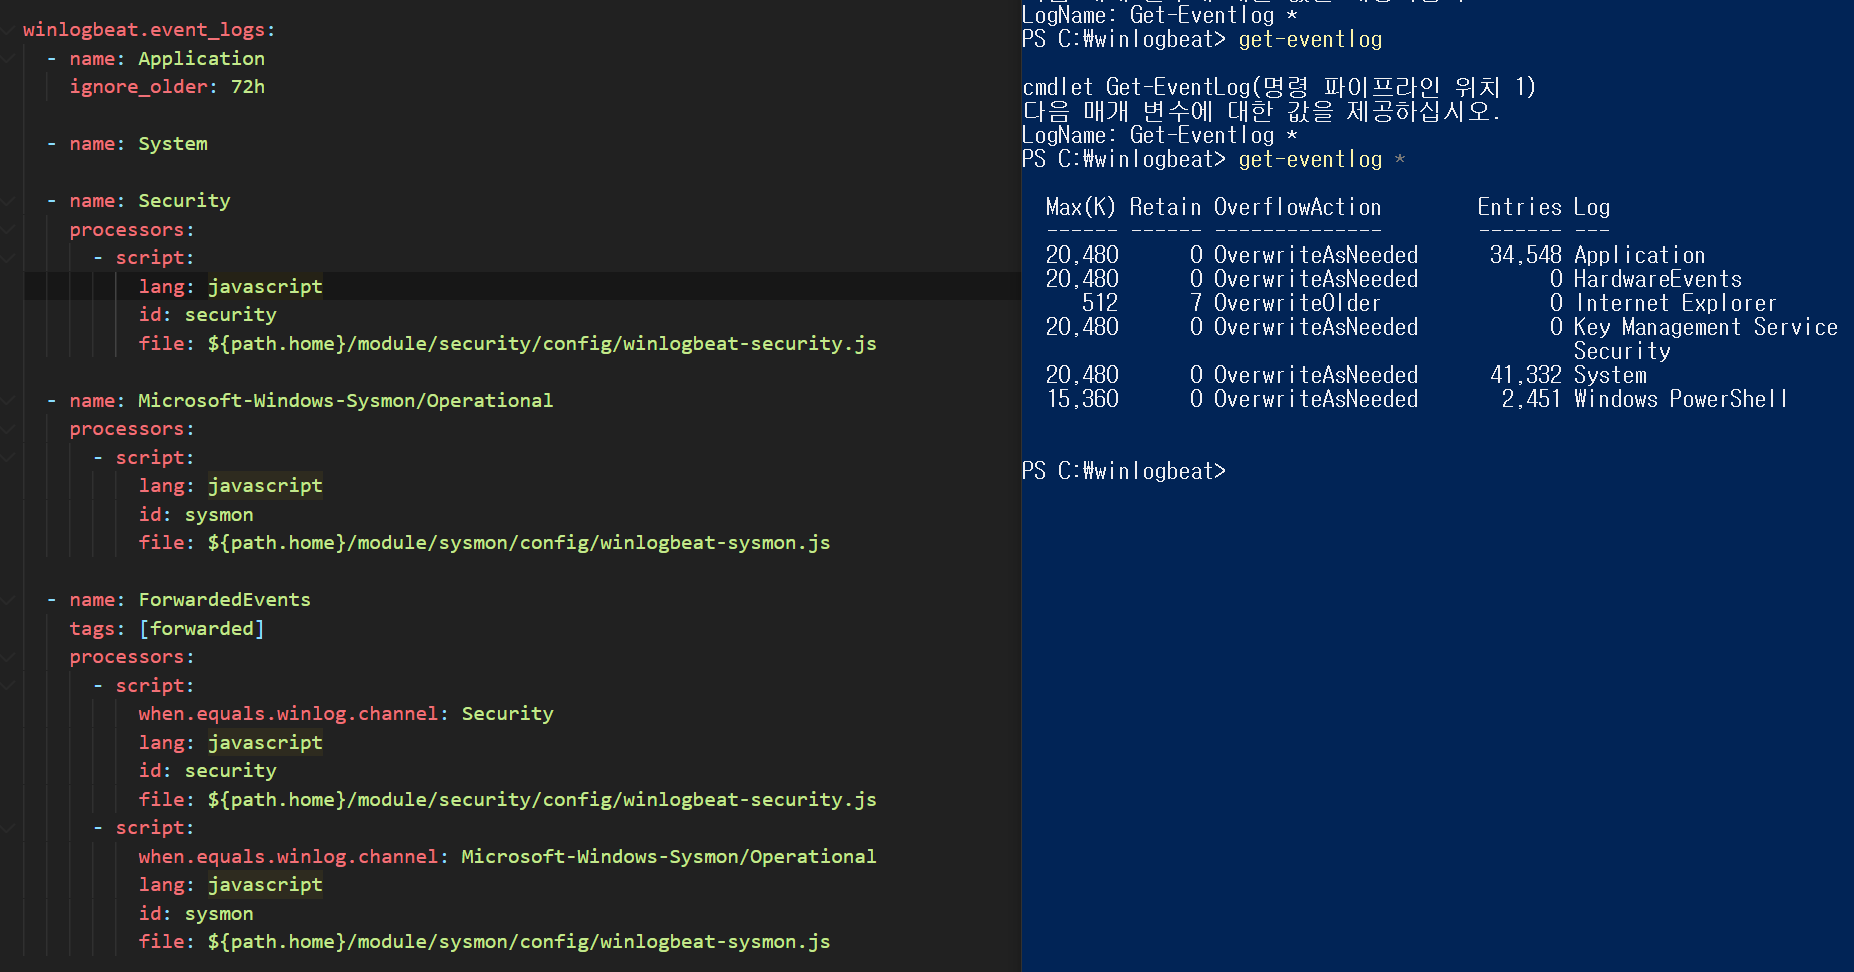 winlogbeat.event_logs:
- name: Application
ignore_older: 72h
- name: System
- name: Security
processors:
- script:
lang: javascript
id: security
file: ${path.home}/module/security/config/winlogbeat-security.js
- name: Microsoft-Windows-Sysmon/Operational
processors:
- script:
lang: javascript
id: sysmon
file: ${path.home}/module/sysmon/config/winlogbeat-sysmon.js
- name: ForwardedEvents
tags: [forwarded]
processors:
- script:
when.equals.winlog.channel: Security
lang: javascript
id: security
file: ${path.home}/module/security/config/winlogbeat-security.js
- script:
when.equals.winlog.channel: Microsoft-Windows-Sysmon/Operational
lang: javascript
id: sysmon
file: ${path.home}/module/sysmon/config/winlogbeat-sysmon.js
LogName: Get-Eventlog *
PS C:₩winlogbeat> get-eventlog
cmdlet Get-EventLog(명령 파이프라인 위치 1)
다음 매개 변수에 대한 값을 제공하십시오.
LogName: Get-Eventlog *
PS C:₩winlogbeat> get-eventlog *
Max(K) Retain OverflowAction Entries Log
------ ------ -------------- ------- ---
20,480 0 OverwriteAsNeeded 34,548 Application
20,480 0 OverwriteAsNeeded 0 HardwareEvents
512 7 OverwriteOlder 0 Internet Explorer
20,480 0 OverwriteAsNeeded 0 Key Management Service
Security
20,480 0 OverwriteAsNeeded 41,332 System
15,360 0 OverwriteAsNeeded 2,451 Windows PowerShell
PS C:₩winlogbeat>